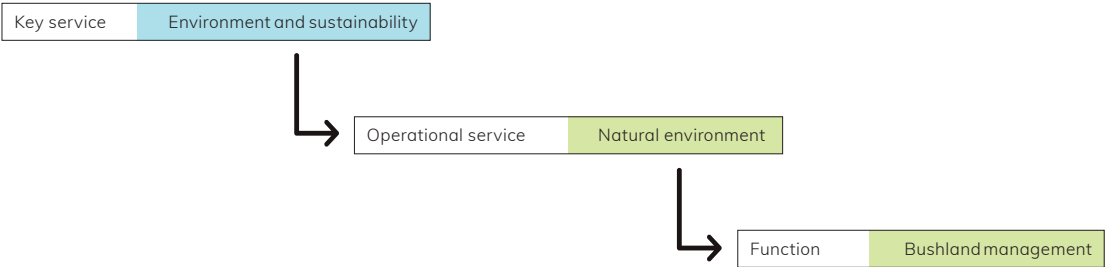 Key service Environment and sustainability
Operational service Natural environment
Function Bushland management